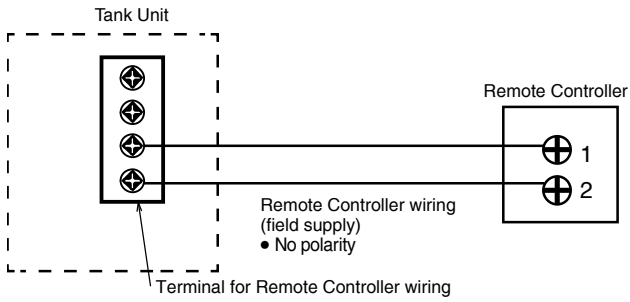 Tank Unit
Remote Controller
1
2
Remote Controller wiring
(field supply)
● No polarity
Terminal for Remote Controller wiring